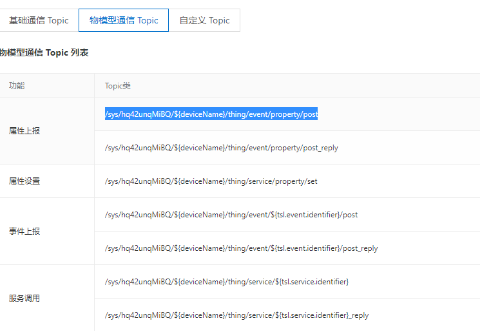 基础通信 Topic 物模型通信 Topic 自定义 Topic
物模型通信 Topic 列表
功能 Topic类
属性上报 /sys/hq42unqMiBQ/${deviceName}/thing/event/property/post
/sys/hq42unqMiBQ/${deviceName}/thing/event/property/post_reply
属性设置 /sys/hq42unqMiBQ/${deviceName}/thing/service/property/set
事件上报 /sys/hq42unqMiBQ/${deviceName}/thing/event/${tsl.event.identifier}/post
/sys/hq42unqMiBQ/${deviceName}/thing/event/${tsl.event.identifier}/post_reply
服务调用 /sys/hq42unqMiBQ/${deviceName}/thing/service/${tsl.service.identifier}
/sys/hq42unqMiBQ/${deviceName}/thing/service/${tsl.service.identifier}_reply